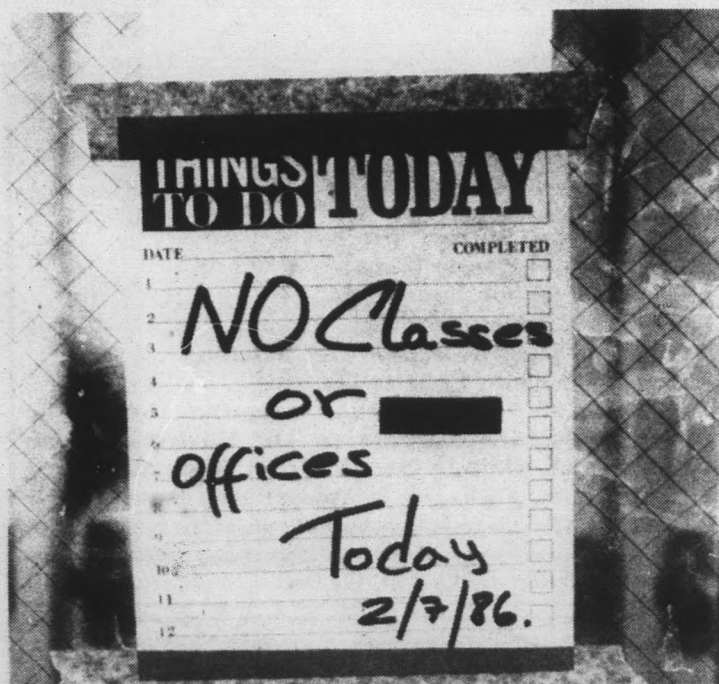 THINGS
TO DO TODAY
DATE COMPLETED
1
2 NO Classes
3
4
5 or
6
7 offices
8
9
10 Today
11 2/7/86.
12